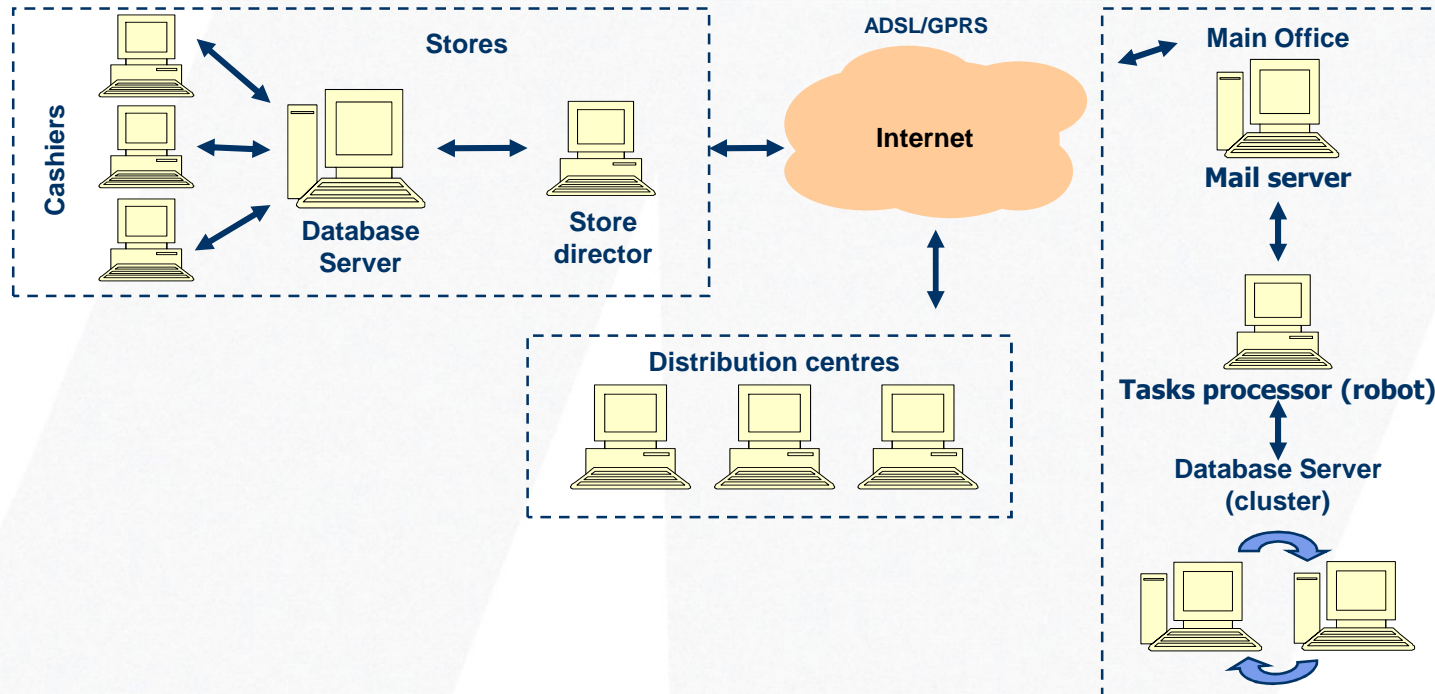 Stores
Cashiers
Database
Server
Store
director
ADSL/GPRS
Internet
Distribution centres
Main Office
Mail server
Tasks processor (robot)
Database Server
(cluster)